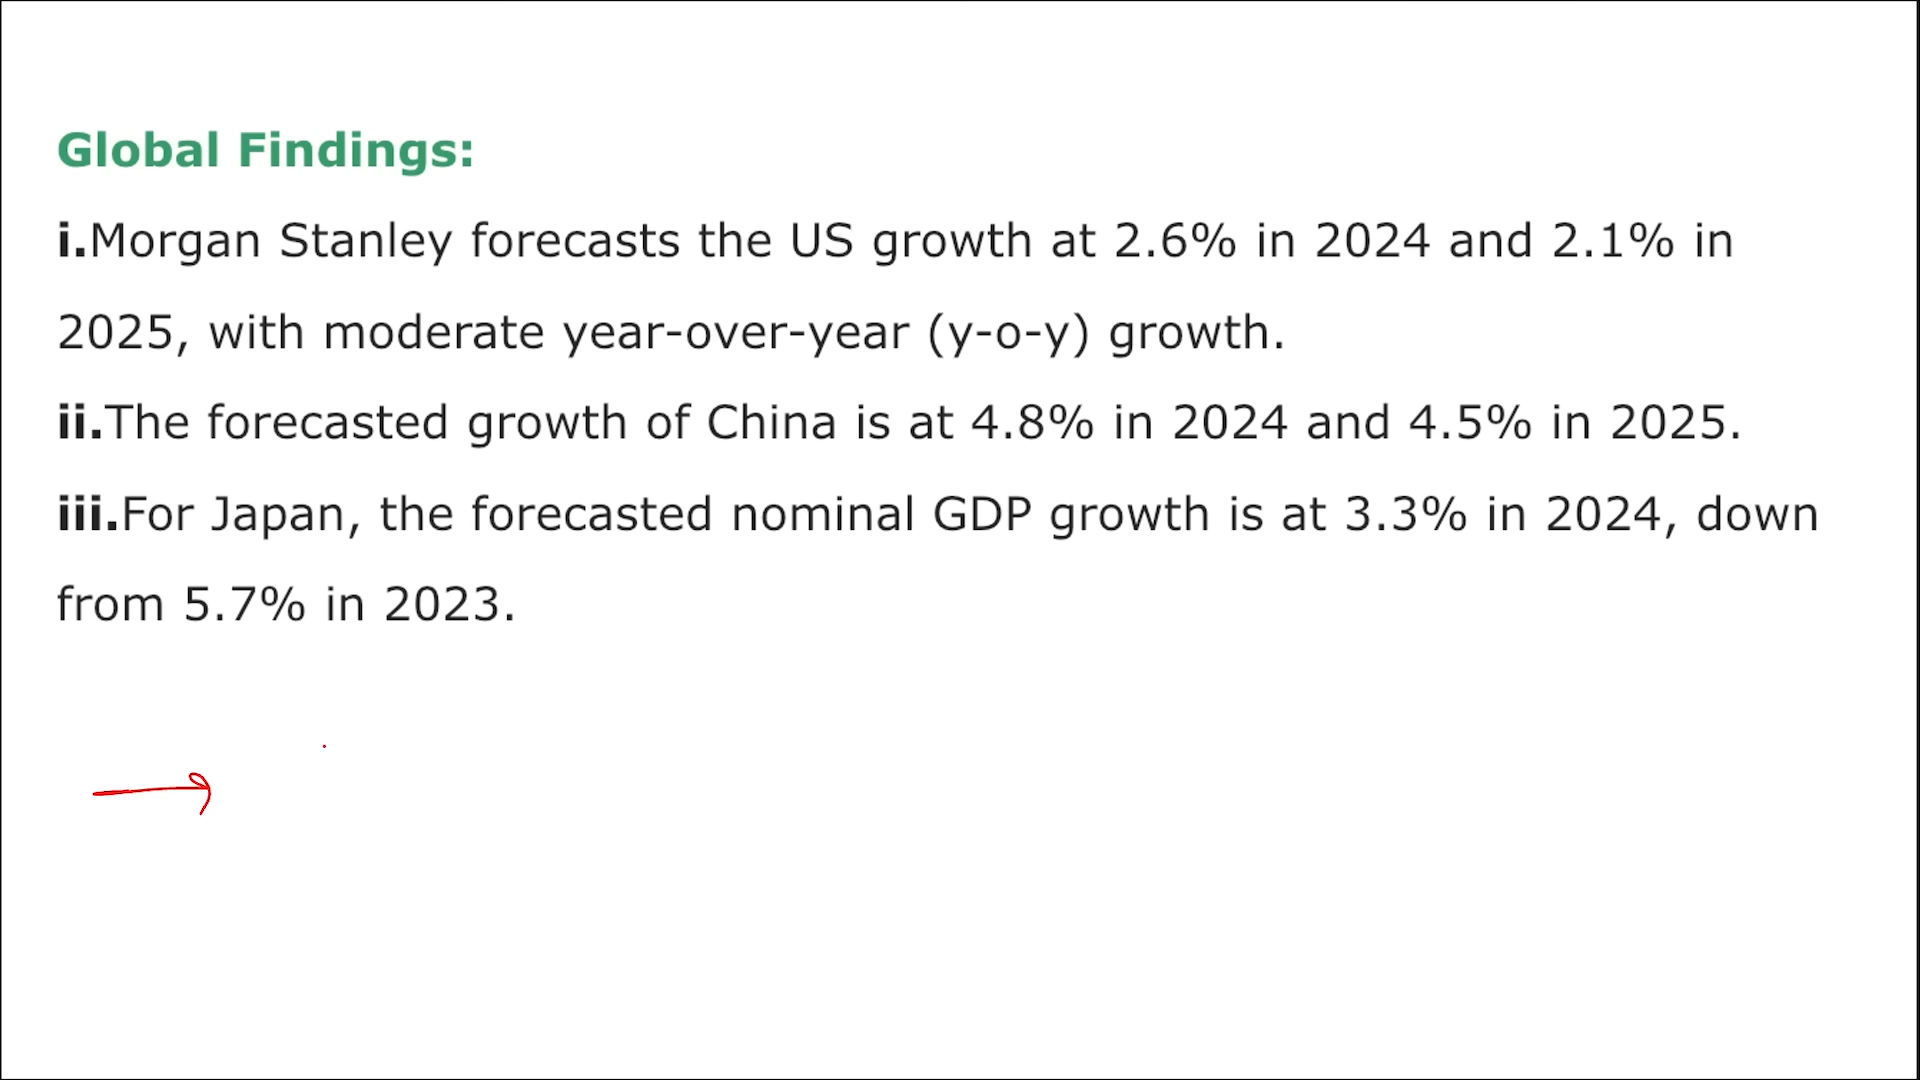 Global Findings:
i.Morgan Stanley forecasts the US growth at 2.6% in 2024 and 2.1% in
2025, with moderate year-over-year (y-o-y) growth.
ii.The forecasted growth of China is at 4.8% in 2024 and 4.5% in 2025.
iii.For Japan, the forecasted nominal GDP growth is at 3.3% in 2024, down
from 5.7% in 2023.